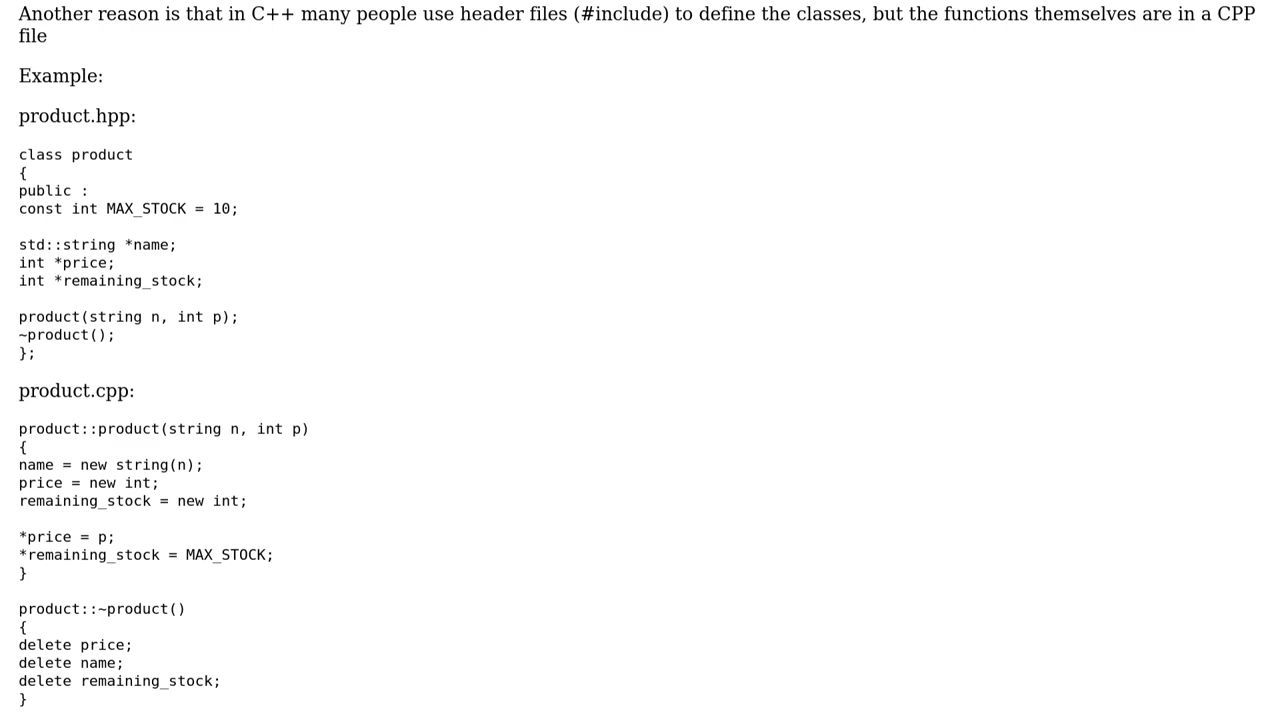 Another reason is that in C++ many people use header files (#include) to define the classes, but the functions themselves are in a CPP
file
Example:
product.hpp:
class product
{
public :
const int MAX_STOCK = 10;
std::string *name;
int *price;
int *remaining_stock;
product(string n, int p);
~product();
};
product.cpp:
product::product(string n, int p)
{
name = new string(n);
price = new int;
remaining_stock = new int;
*price = p;
*remaining_stock = MAX_STOCK;
}
product::~product()
{
delete price;
delete name;
delete remaining_stock;
}